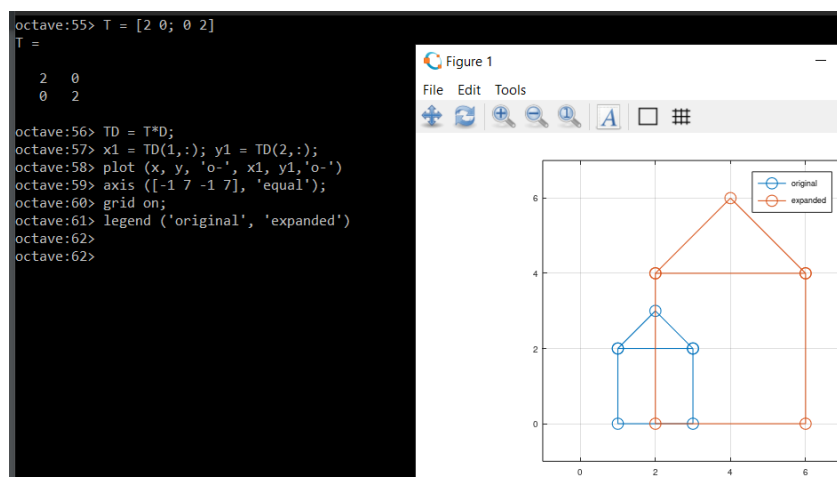 octave:55> T = [2 0; 0 2]
T =
2 0
0 2
octave:56> TD = T*D;
octave:57> x1 = TD(1,:); y1 = TD(2,:);
octave:58> plot (x, y, 'o-', x1, y1,'o-')
octave:59> axis ([-1 7 -1 7], 'equal');
octave:60> grid on;
octave:61> legend ('original', 'expanded')
octave:62>
octave:62>
Figure 1
File Edit Tools
A
original
expanded
6
4
2
0
0 2 4 6